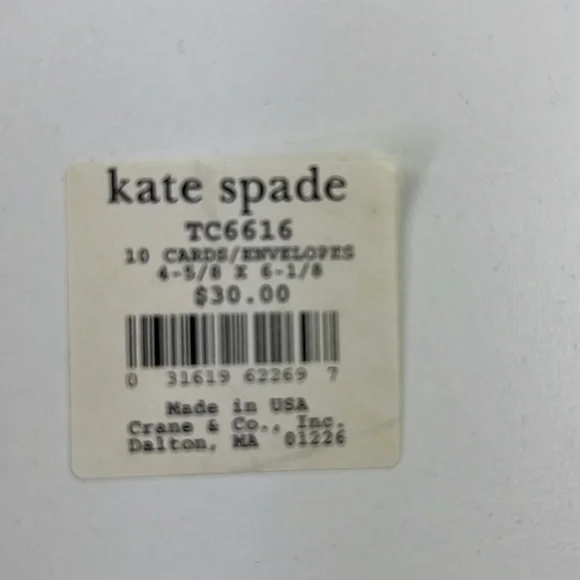 kate spade
TC6616
10 CARDS/ENVELOPES
4-5/8 X 6-1/8
$30.00
0 31619 62269 7
Made in USA
Crane & Co., Inc.
Dalton, MA 01226